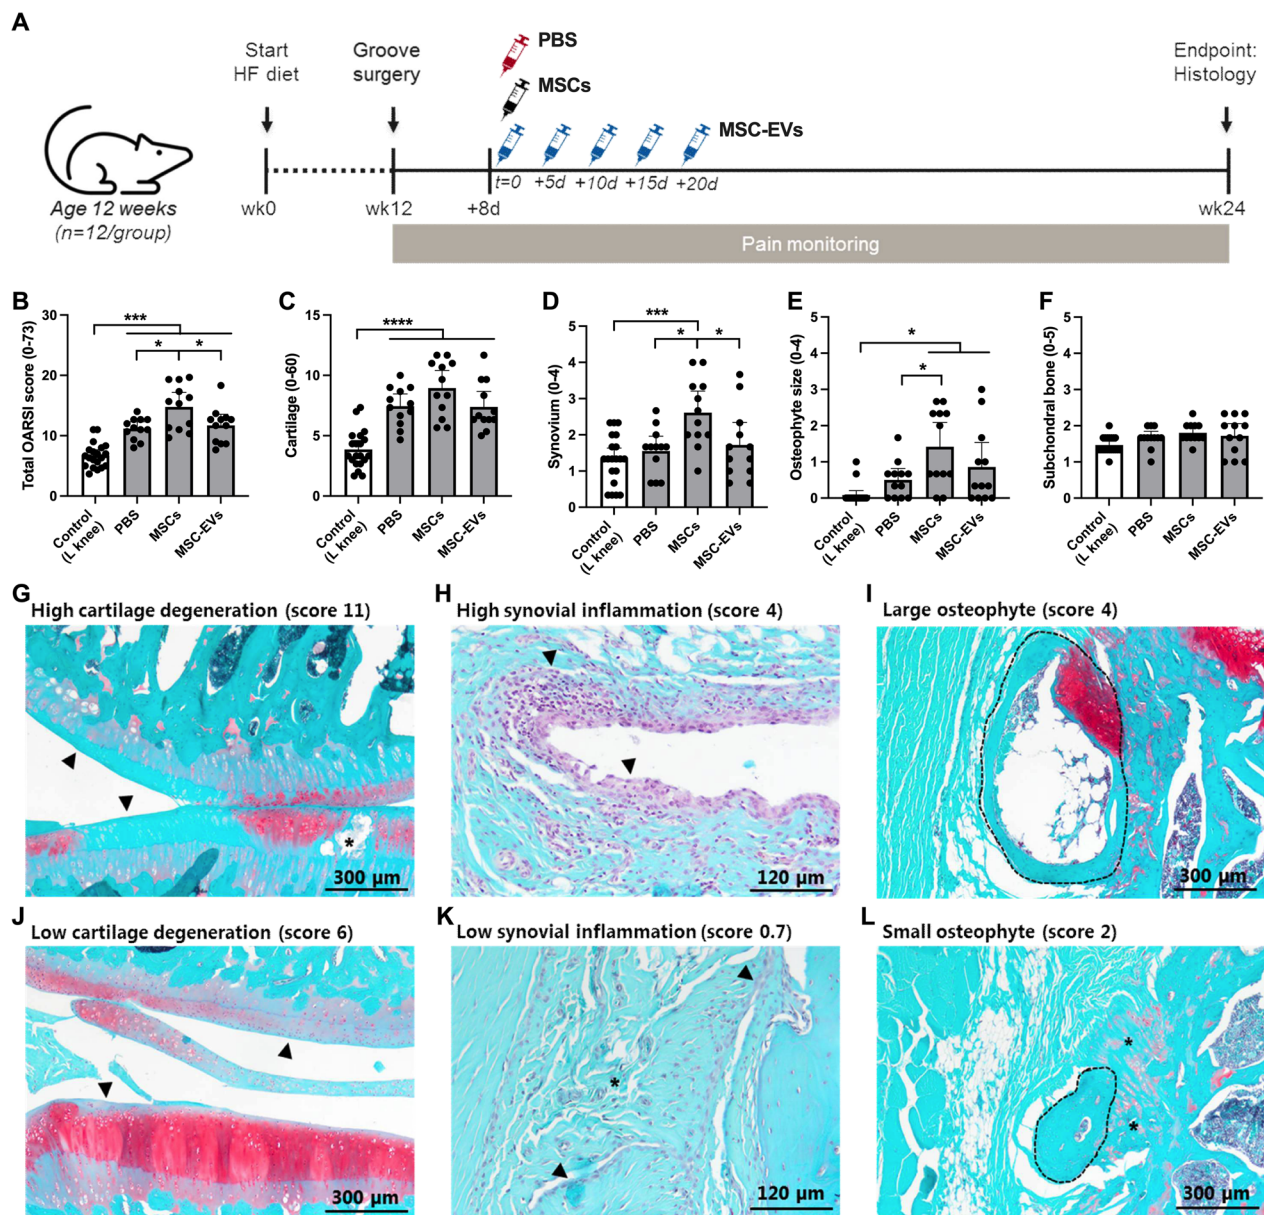 A
Start
HF diet
Groove
surgery
PBS
MSCs
MSC-EVs
Endpoint:
Histology
t=0 +5d +10d +15d +20d
Age 12 weeks
(n=12/group)
wk0
wk12
+8d
wk24
Pain monitoring
B
Total OARSI score (0-73)
30
20
10
0
***
* *
Control
(L knee)
PBS
MSCs
MSC-EVs
C
Cartilage (0-60)
15
10
5
0
****
Control
(L knee)
PBS
MSCs
MSC-EVs
D
Synovium (0-4)
5
4
3
2
1
0
***
* *
Control
(L knee)
PBS
MSCs
MSC-EVs
E
Osteophyte size (0-4)
5
4
3
2
1
0
*
*
Control
(L knee)
PBS
MSCs
MSC-EVs
F
Subchondral bone (0-5)
5
4
3
2
1
0
Control
(L knee)
PBS
MSCs
MSC-EVs
G
High cartilage degeneration (score 11)
*
300 µm
H
High synovial inflammation (score 4)
120 µm
I
Large osteophyte (score 4)
300 µm
J
Low cartilage degeneration (score 6)
300 µm
K
Low synovial inflammation (score 0.7)
*
120 µm
L
Small osteophyte (score 2)
*
*
300 µm